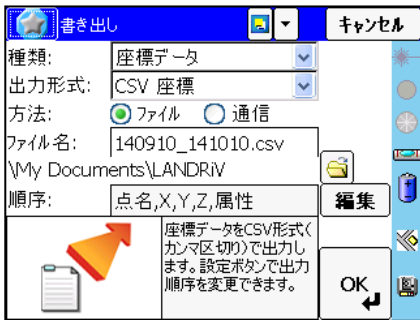 書き出し
キャンセル
種類: 座標データ
出力形式: CSV 座標
方法: ファイル 通信
ファイル名: 140910_141010.csv
\My Documents\LANDRiV
順序: 点名,X,Y,Z,属性 編集
座標データをCSV形式(
カンマ区切り)で出力し
ます。設定ボタンで出力
順序を変更できます。
OK